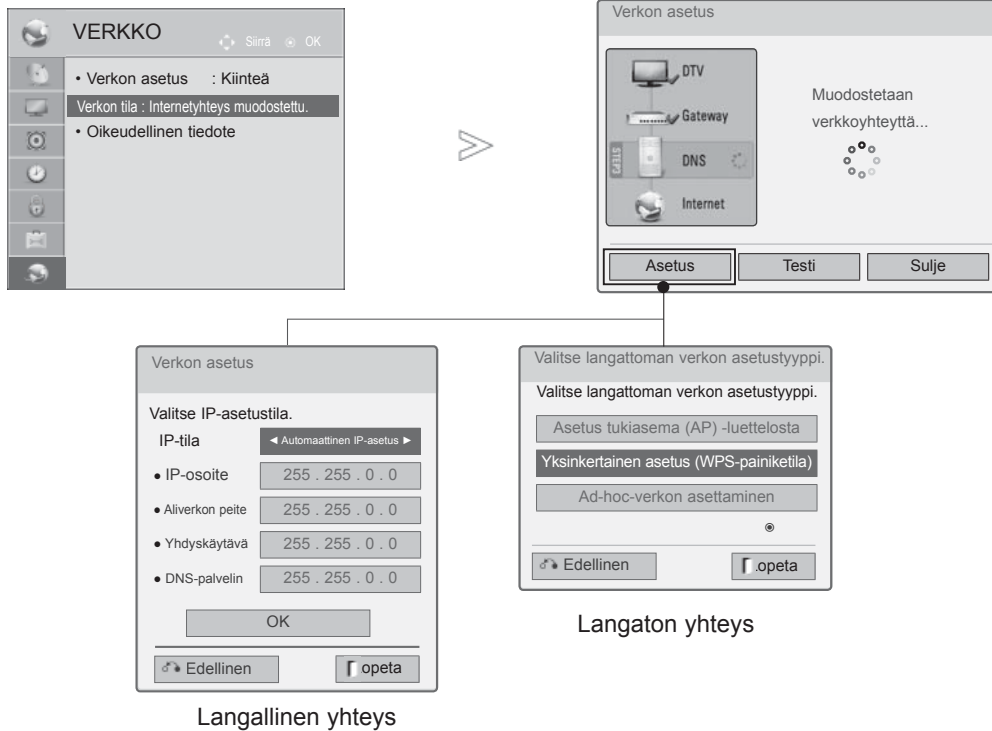 VERKKO
Siirrä OK
• Verkon asetus : Kiinteä
Verkon tila : Internetyhteys muodostettu.
• Oikeudellinen tiedote
Verkon asetus
DTV
Gateway
STEP3
DNS
Internet
Muodostetaan
verkkoyhteyttä...
Asetus Testi Sulje
Verkon asetus
Valitse IP-asetustila.
IP-tila ◄ Automaattinen IP-asetus ►
• IP-osoite 255 . 255 . 0 . 0
• Aliverkon peite 255 . 255 . 0 . 0
• Yhdyskäytävä 255 . 255 . 0 . 0
• DNS-palvelin 255 . 255 . 0 . 0
OK
Edellinen opeta
Langallinen yhteys
Valitse langattoman verkon asetustyyppi.
Valitse langattoman verkon asetustyyppi.
Asetus tukiasema (AP) -luettelosta
Yksinkertainen asetus (WPS-painiketila)
Ad-hoc-verkon asettaminen
Edellinen .opeta
Langaton yhteys